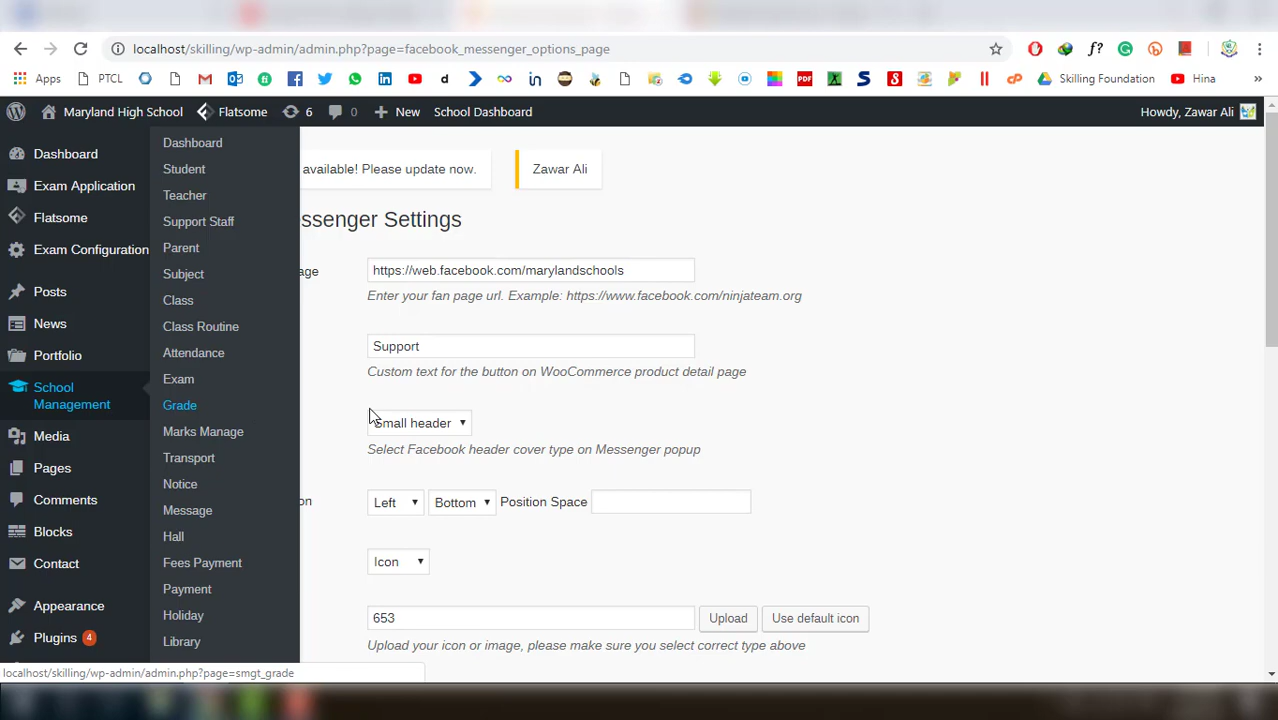 localhost/skilling/wp-admin/admin.php?page=facebook_messenger_options_page
Apps PTCL Skilling Foundation Hina »
Maryland High School Flatsome 6 0 New School Dashboard Howdy, Zawar Ali
Dashboard
Exam Application
Flatsome
Exam Configuration
Posts
News
Portfolio
School
Management
Media
Pages
Comments
Blocks
Contact
Appearance
Plugins 4
Dashboard
Student
Teacher
Support Staff
Parent
Subject
Class
Class Routine
Attendance
Exam
Grade
Marks Manage
Transport
Notice
Message
Hall
Fees Payment
Payment
Holiday
Library
available! Please update now. Zawar Ali
ssenger Settings
age https://web.facebook.com/marylandschools
Enter your fan page url. Example: https://www.facebook.com/ninjateam.org
Support
Custom text for the button on WooCommerce product detail page
Small header
Select Facebook header cover type on Messenger popup
on Left Bottom Position Space
Icon
653 Upload Use default icon
Upload your icon or image, please make sure you select correct type above
localhost/skilling/wp-admin/admin.php?page=smgt_grade